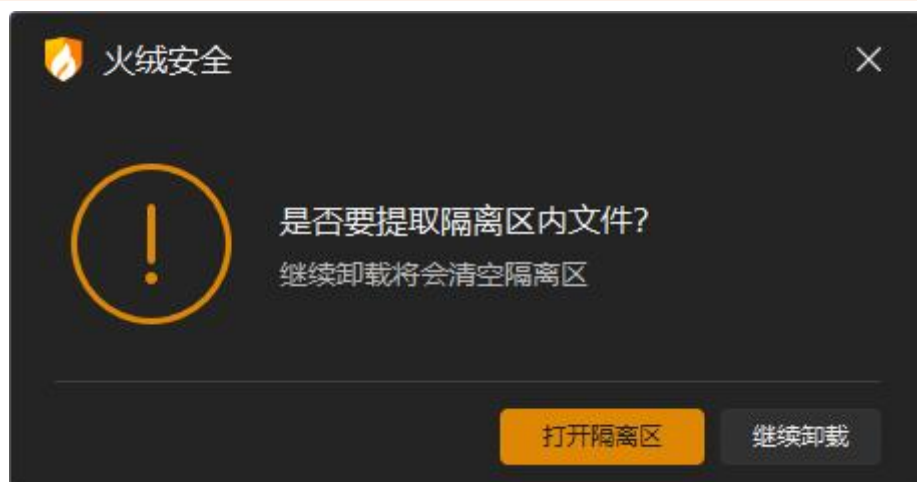 火绒安全
是否要提取隔离区内文件?
继续卸载将会清空隔离区
打开隔离区
继续卸载